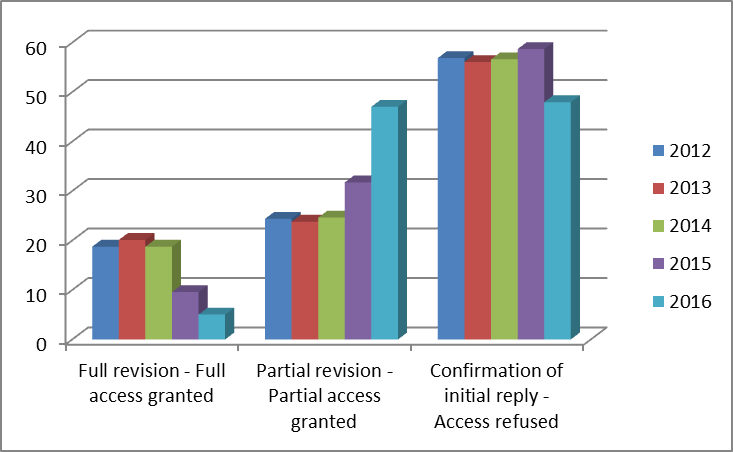 60
50
40
30
20
10
0
Full revision - Full
access granted
Partial revision -
Partial access
granted
Confirmation of
initial reply -
Access refused
2012
2013
2014
2015
2016